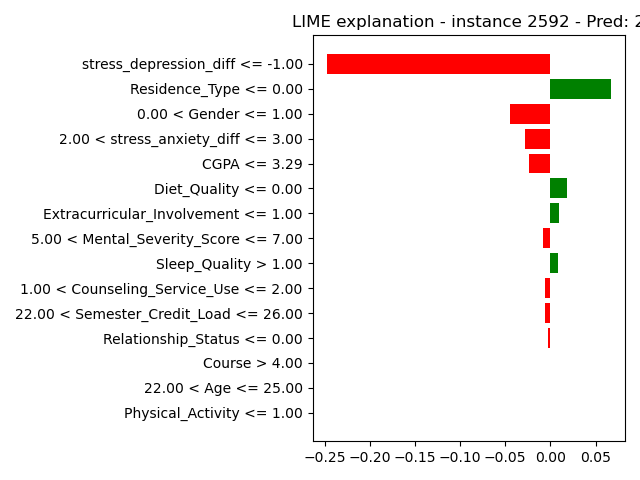 LIME explanation - instance 2592 - Pred: 2
stress_depression_diff <= -1.00
Residence_Type <= 0.00
0.00 < Gender <= 1.00
2.00 < stress_anxiety_diff <= 3.00
CGPA <= 3.29
Diet_Quality <= 0.00
Extracurricular_Involvement <= 1.00
5.00 < Mental_Severity_Score <= 7.00
Sleep_Quality > 1.00
1.00 < Counseling_Service_Use <= 2.00
22.00 < Semester_Credit_Load <= 26.00
Relationship_Status <= 0.00
Course > 4.00
22.00 < Age <= 25.00
Physical_Activity <= 1.00
−0.25 −0.20 −0.15 −0.10 −0.05 0.00 0.05